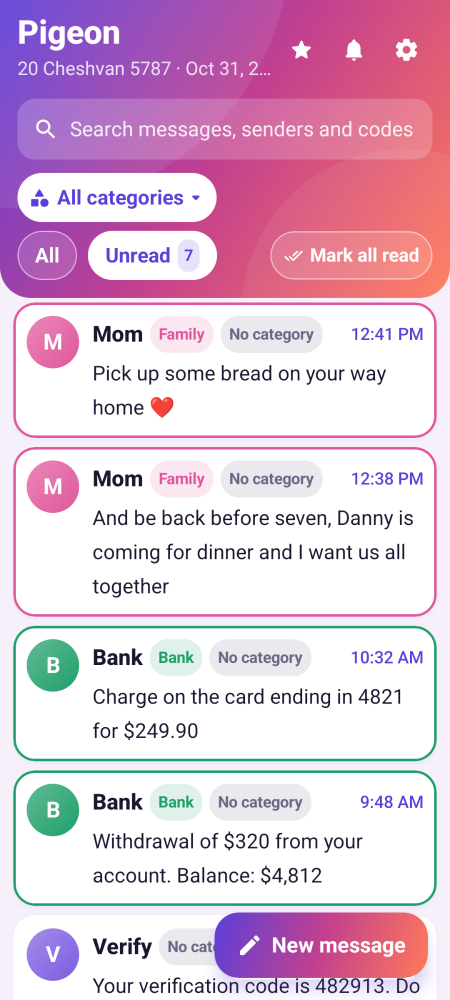 Pigeon
20 Cheshvan 5787 · Oct 31, 2…
Search messages, senders and codes
All categories
All
Unread 7
Mark all read
M
Mom Family No category 12:41 PM
Pick up some bread on your way
home ❤️
M
Mom Family No category 12:38 PM
And be back before seven, Danny is
coming for dinner and I want us all
together
B
Bank Bank No category 10:32 AM
Charge on the card ending in 4821
for $249.90
B
Bank Bank No category 9:48 AM
Withdrawal of $320 from your
account. Balance: $4,812
V
Verify No cat
New message
Your verification code is 482913. Do